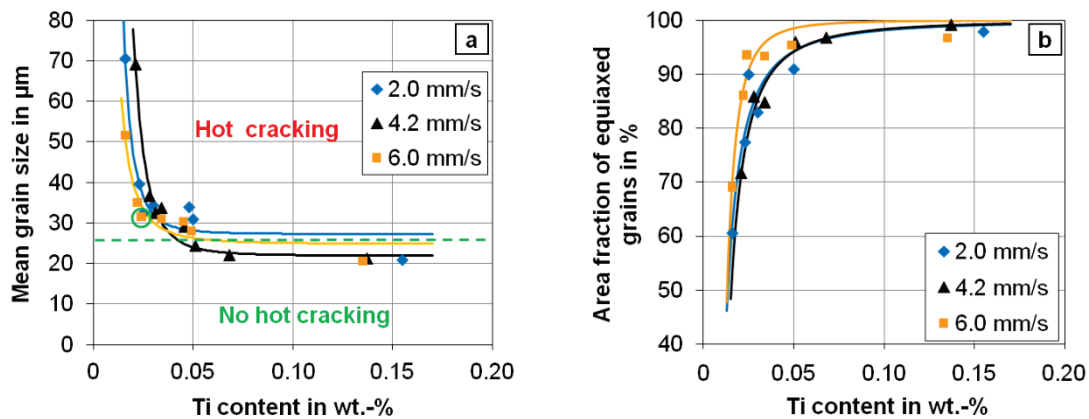 a
Mean grain size in µm
80
70
60
50
40
30
20
10
0
2.0 mm/s
4.2 mm/s
6.0 mm/s
Hot cracking
No hot cracking
0
0.05
0.10
0.15
0.20
Ti content in wt.-%
b
Area fraction of equiaxed
grains in %
100
90
80
70
60
50
40
2.0 mm/s
4.2 mm/s
6.0 mm/s
0
0.05
0.10
0.15
0.20
Ti content in wt.-%